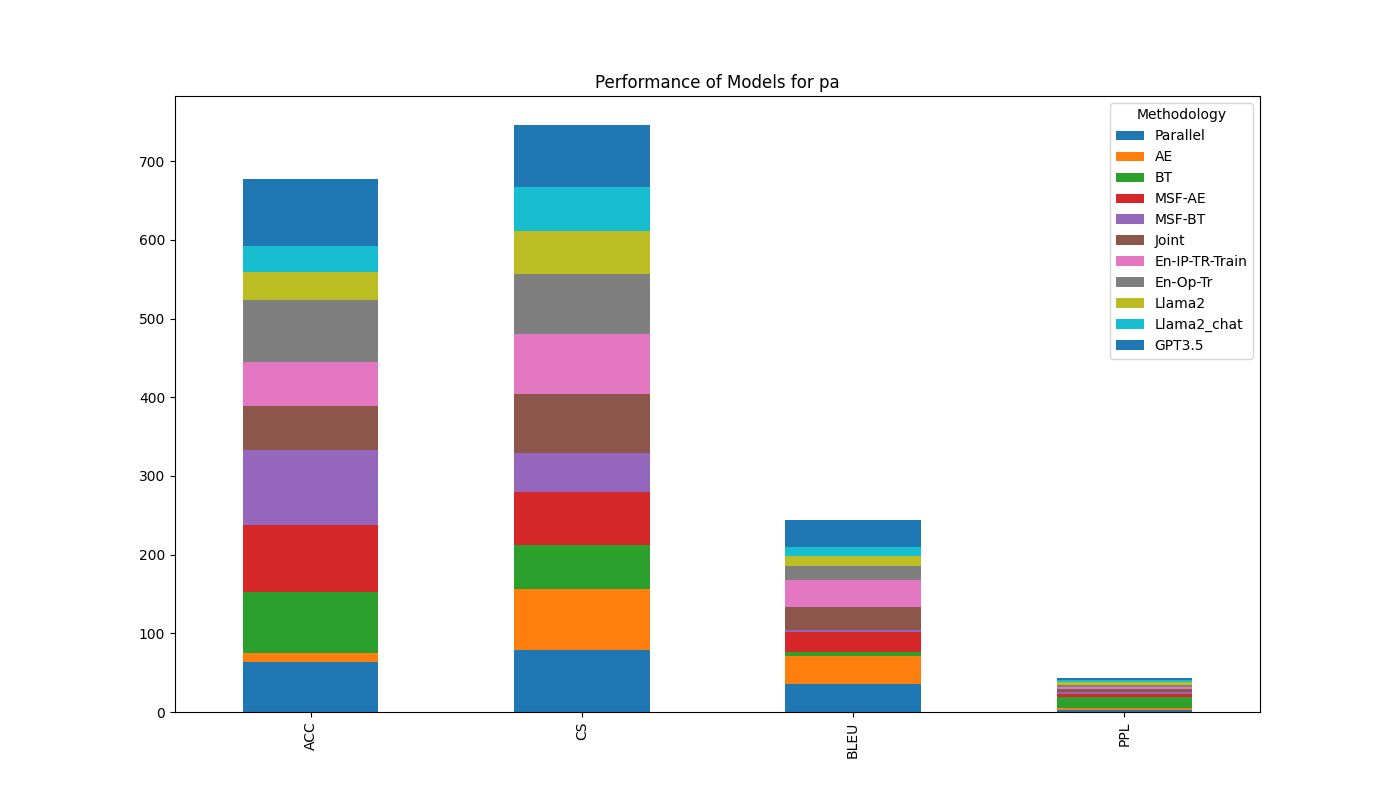 Performance of Models for pa
700
600
500
400
300
200
100
0
ACC
CS
BLEU
PPL
Methodology
Parallel
AE
BT
MSF-AE
MSF-BT
Joint
En-IP-TR-Train
En-Op-Tr
Llama2
Llama2_chat
GPT3.5